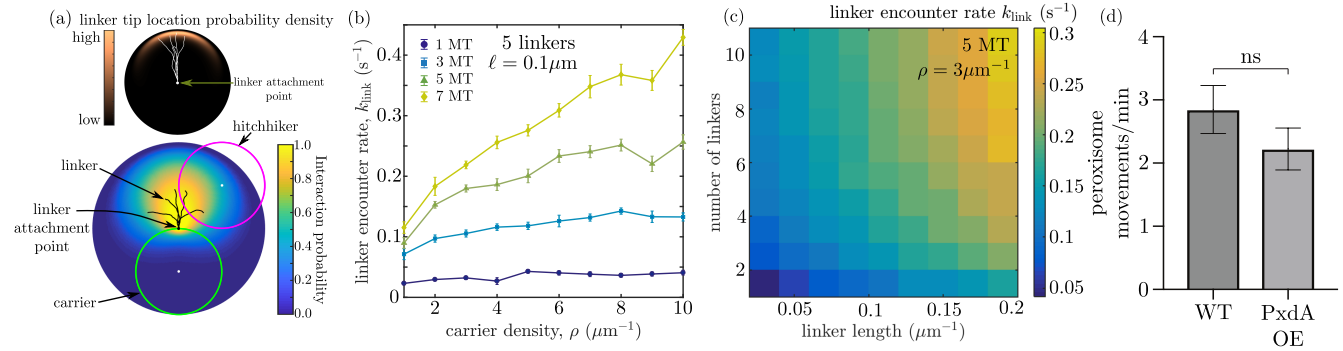 (a)
linker tip location probability density
high
low
linker attachment
point
hitchhiker
linker
linker
attachment
point
carrier
1.0
0.8
0.6
0.4
0.2
0.0
Interaction probability
(b)
linker encounter rate, k_link (s⁻¹)
0.4
0.3
0.2
0.1
0
1 MT
3 MT
5 MT
7 MT
5 linkers
ℓ = 0.1μm
2 4 6 8 10
carrier density, ρ (μm⁻¹)
(c)
linker encounter rate k_link (s⁻¹)
5 MT
ρ = 3μm⁻¹
number of linkers
10
8
6
4
2
0.05 0.1 0.15 0.2
linker length (μm⁻¹)
0.3
0.25
0.2
0.15
0.1
0.05
(d)
peroxisome
movements/min
4
3
2
1
0
ns
WT PxdA
OE